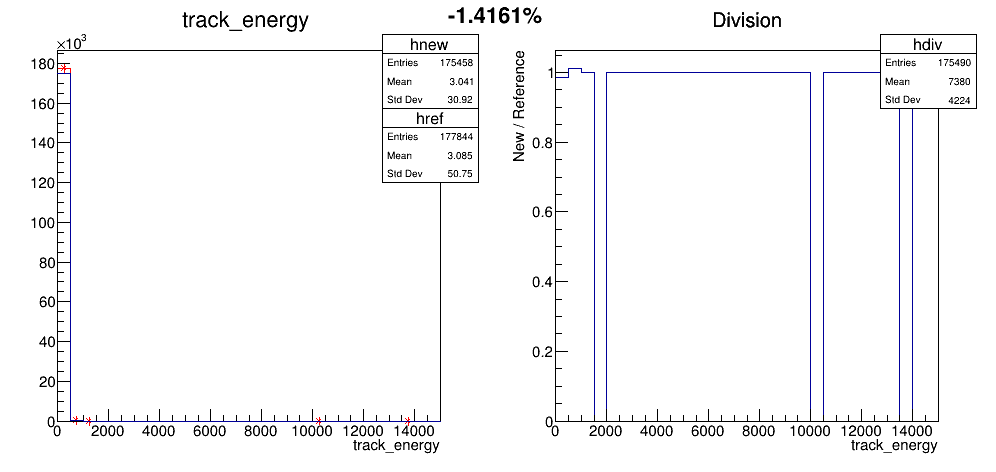 -1.4161%
track_energy
×10³
180
160
140
120
100
80
60
40
20
0
0 2000 4000 6000 8000 10000 12000 14000
track_energy
hnew
Entries 175458
Mean 3.041
Std Dev 30.92
href
Entries 177844
Mean 3.085
Std Dev 50.75
Division
New / Reference
1
0.8
0.6
0.4
0.2
0
0 2000 4000 6000 8000 10000 12000 14000
track_energy
hdiv
Entries 175490
Mean 7380
Std Dev 4224